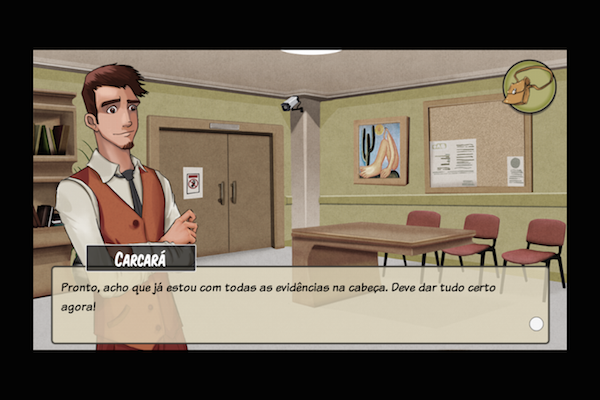 CARCARÁ
Pronto, acho que já estou com todas as evidências na cabeça. Deve dar tudo certo
agora!